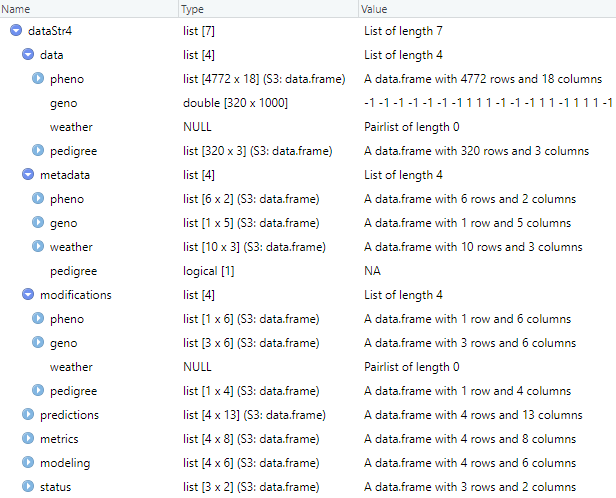 Name Type Value
dataStr4 list [7] List of length 7
data list [4] List of length 4
pheno list [4772 x 18] (S3: data.frame) A data.frame with 4772 rows and 18 columns
geno double [320 x 1000] -1 -1 -1 -1 -1 -1 -1 1 1 1 -1 -1 -1 1 1 -1 1 1 1 -1
weather NULL Pairlist of length 0
pedigree list [320 x 3] (S3: data.frame) A data.frame with 320 rows and 3 columns
metadata list [4] List of length 4
pheno list [6 x 2] (S3: data.frame) A data.frame with 6 rows and 2 columns
geno list [1 x 5] (S3: data.frame) A data.frame with 1 row and 5 columns
weather list [10 x 3] (S3: data.frame) A data.frame with 10 rows and 3 columns
pedigree logical [1] NA
modifications list [4] List of length 4
pheno list [1 x 6] (S3: data.frame) A data.frame with 1 row and 6 columns
geno list [3 x 6] (S3: data.frame) A data.frame with 3 rows and 6 columns
weather NULL Pairlist of length 0
pedigree list [1 x 4] (S3: data.frame) A data.frame with 1 row and 4 columns
predictions list [4 x 13] (S3: data.frame) A data.frame with 4 rows and 13 columns
metrics list [4 x 8] (S3: data.frame) A data.frame with 4 rows and 8 columns
modeling list [4 x 6] (S3: data.frame) A data.frame with 4 rows and 6 columns
status list [3 x 2] (S3: data.frame) A data.frame with 3 rows and 2 columns